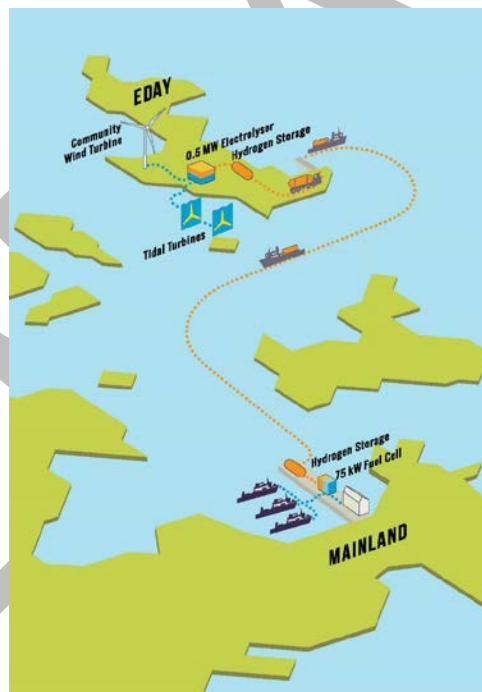 EDAY
Community
Wind Turbine
0.5 MW Electrolyser
Hydrogen Storage
Tidal Turbines
Hydrogen Storage
75 kW Fuel Cell
MAINLAND